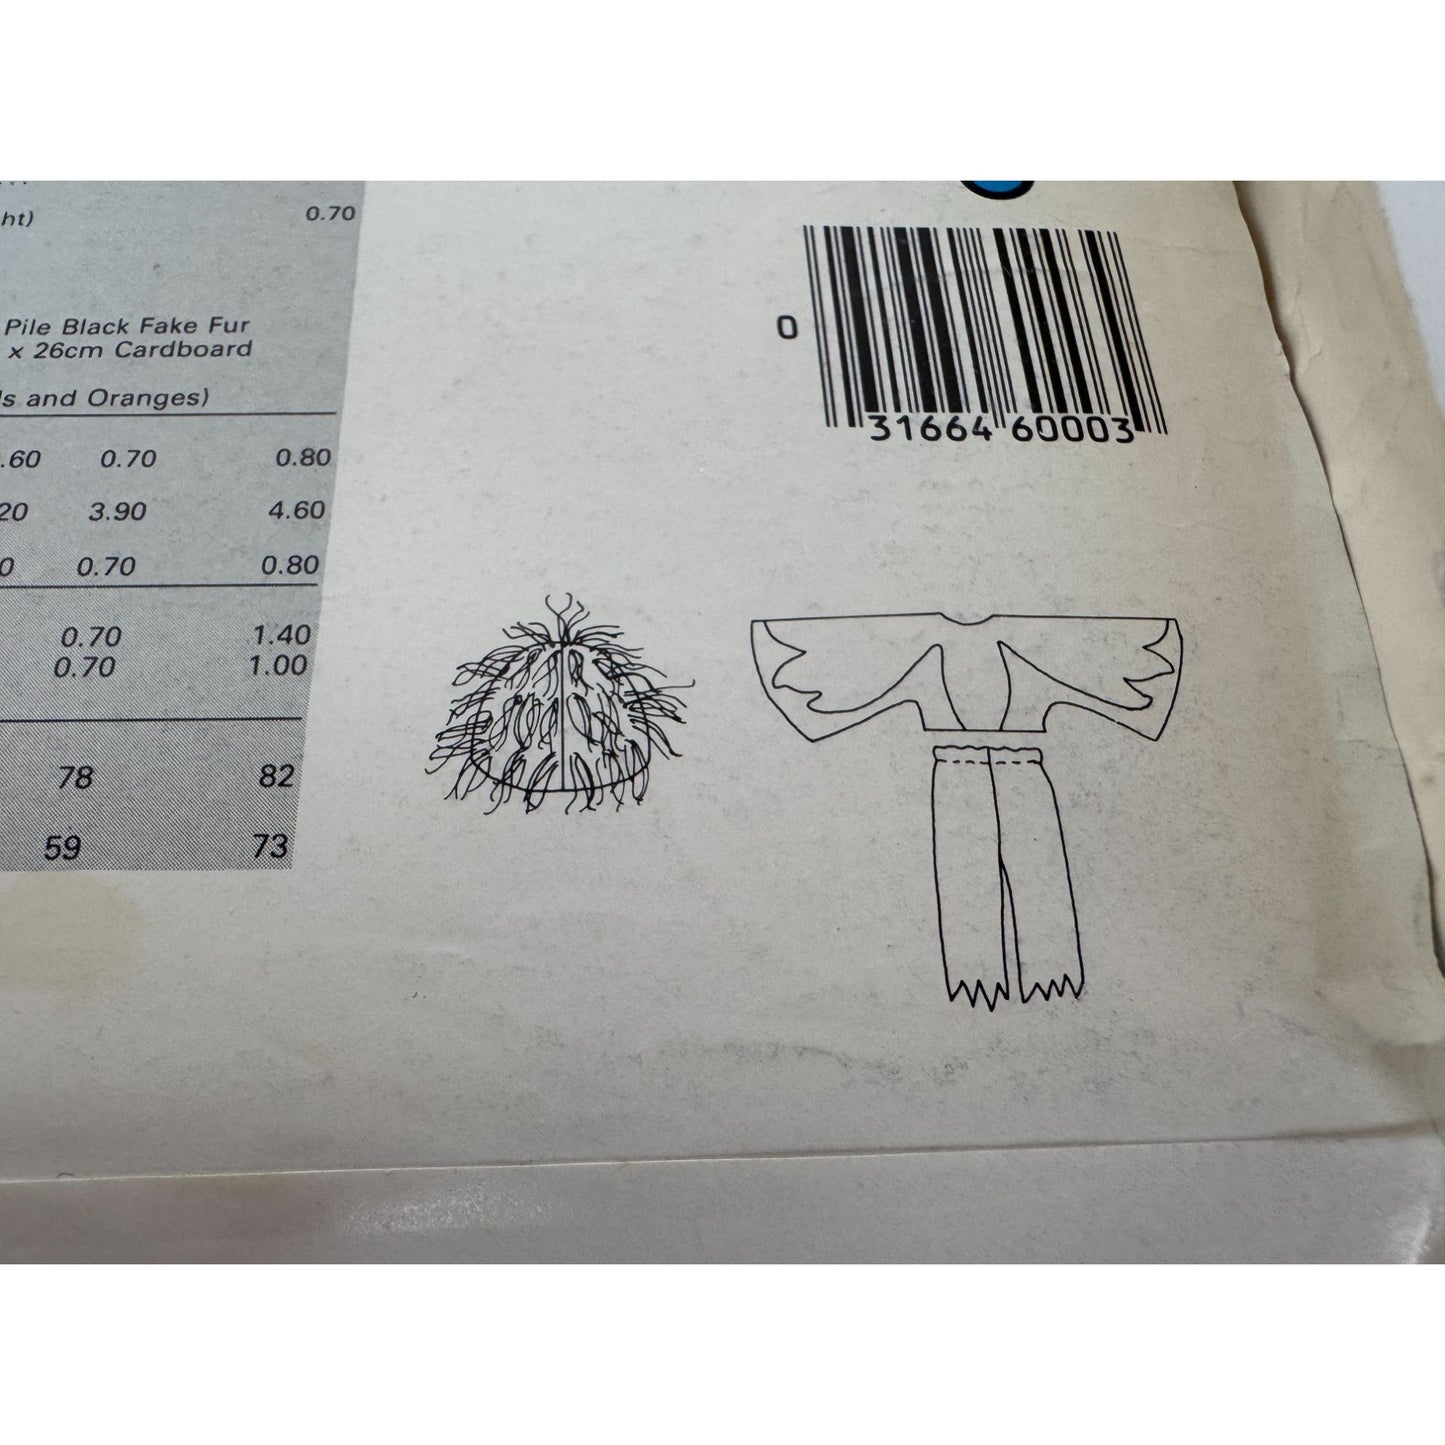 ht) 0.70
Pile Black Fake Fur
x 26cm Cardboard
ls and Oranges)
.60 0.70 0.80
20 3.90 4.60
0 0.70 0.80
0.70 1.40
0.70 1.00
78 82
59 73
0 31664 60003